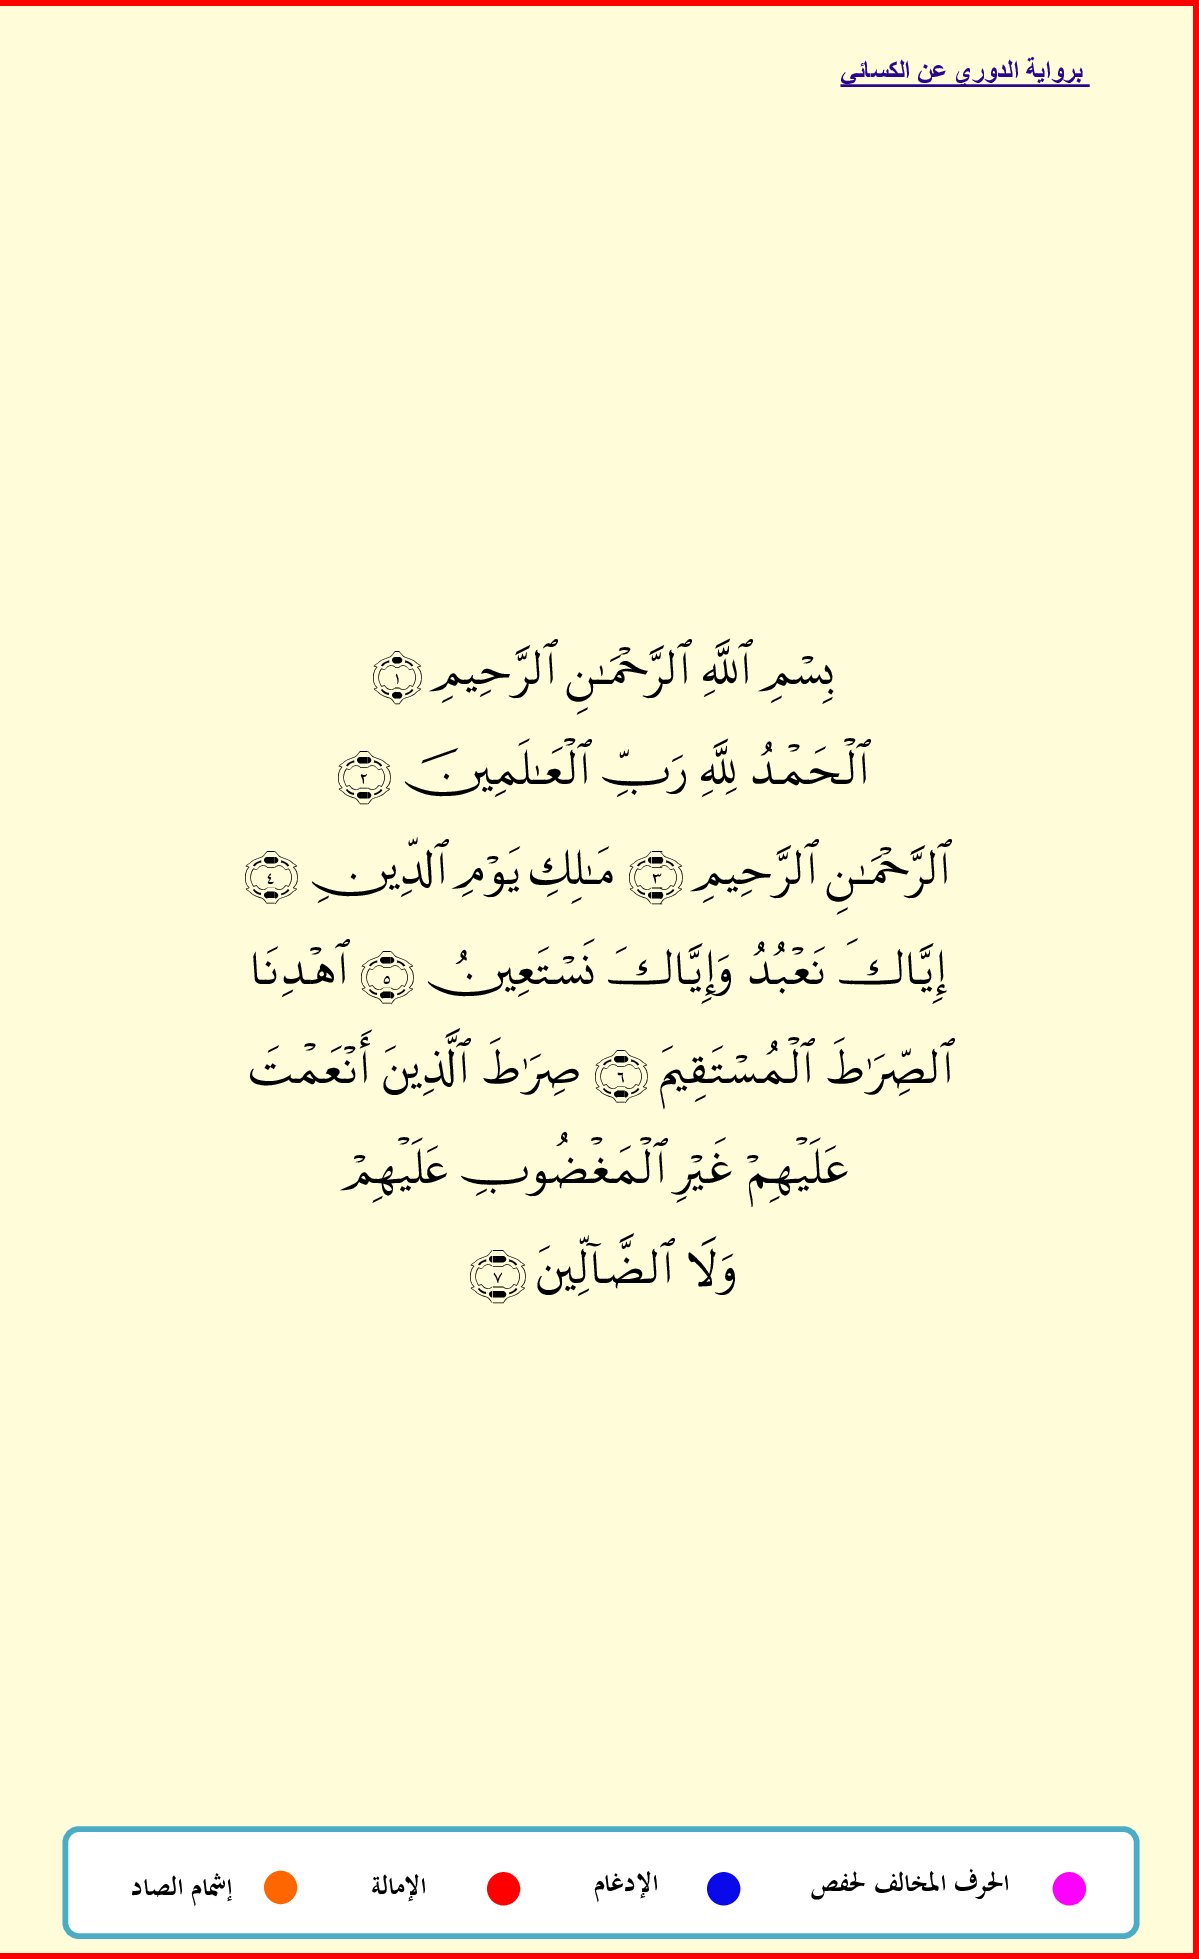 برواية الدوري عن الكسائي
بِسۡمِ ٱللَّهِ ٱلرَّحۡمَٰنِ ٱلرَّحِيمِ ١
ٱلۡحَمۡدُ لِلَّهِ رَبِّ ٱلۡعَٰلَمِينَ ٢
ٱلرَّحۡمَٰنِ ٱلرَّحِيمِ ٣ مَٰلِكِ يَوۡمِ ٱلدِّينِ ٤
إِيَّاكَ نَعۡبُدُ وَإِيَّاكَ نَسۡتَعِينُ ٥ ٱهۡدِنَا
ٱلصِّرَٰطَ ٱلۡمُسۡتَقِيمَ ٦ صِرَٰطَ ٱلَّذِينَ أَنۡعَمۡتَ
عَلَيۡهِمۡ غَيۡرِ ٱلۡمَغۡضُوبِ عَلَيۡهِمۡ
وَلَا ٱلضَّآلِّينَ ٧
الحرف المخالف لحفص الإدغام الإمالة إشمام الصاد